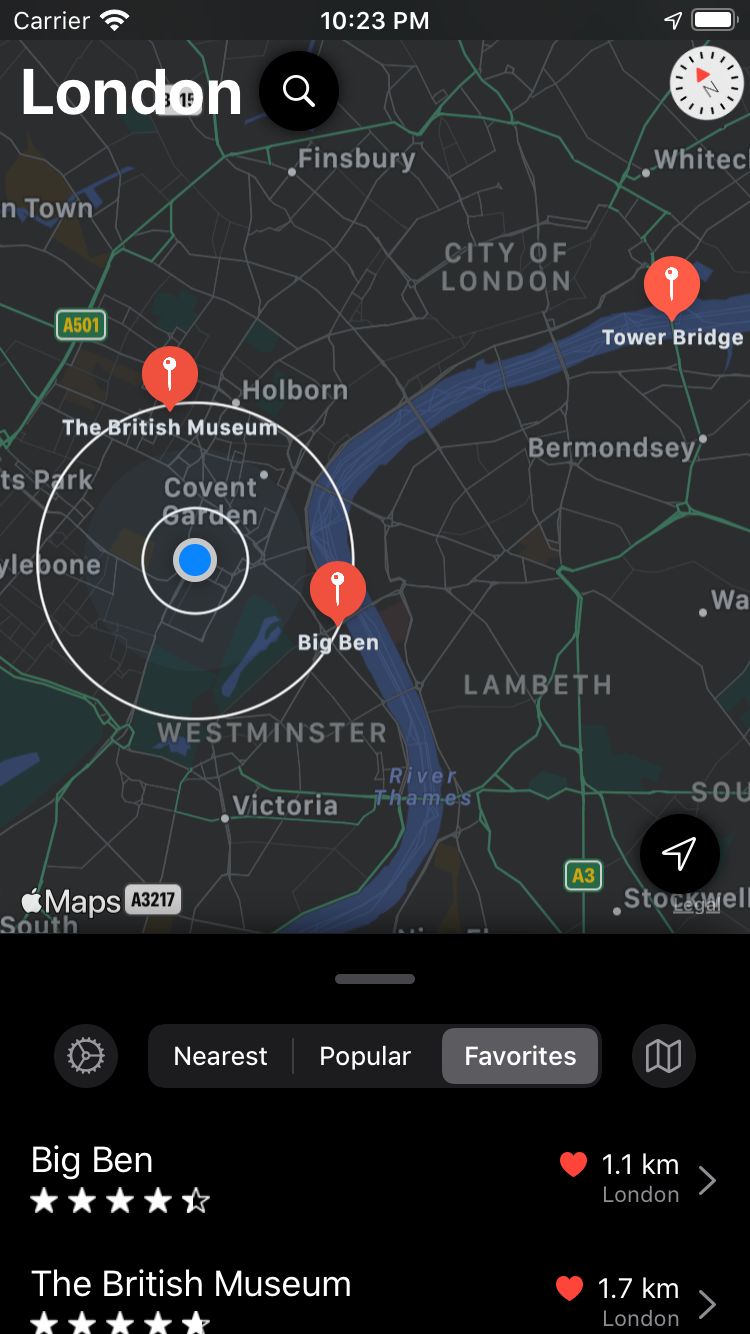 Carrier 10:23 PM
London
Finsbury
Whitec
n Town
CITY OF
LONDON
A501
Tower Bridge
Holborn
The British Museum
Bermondsey
ts Park
Covent
Garden
ylebone
Wa
Big Ben
LAMBETH
WESTMINSTER
River
Thames
SOU
Victoria
A3
Maps A3217
Stockwell
Legal
South
Nearest Popular Favorites
Big Ben 1.1 km
London
The British Museum 1.7 km
London